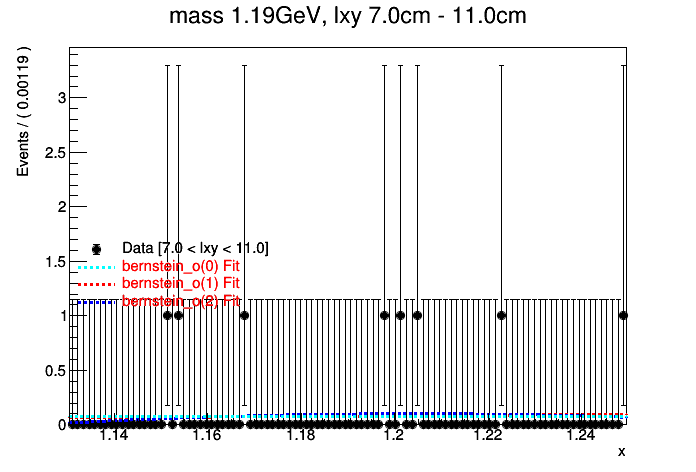 mass 1.19GeV, lxy 7.0cm - 11.0cm
Events / ( 0.00119 )
3
2.5
2
1.5
1
0.5
0
Data [7.0 < lxy < 11.0]
bernstein_o(0) Fit
bernstein_o(1) Fit
bernstein_o(2) Fit
1.14 1.16 1.18 1.2 1.22 1.24
x